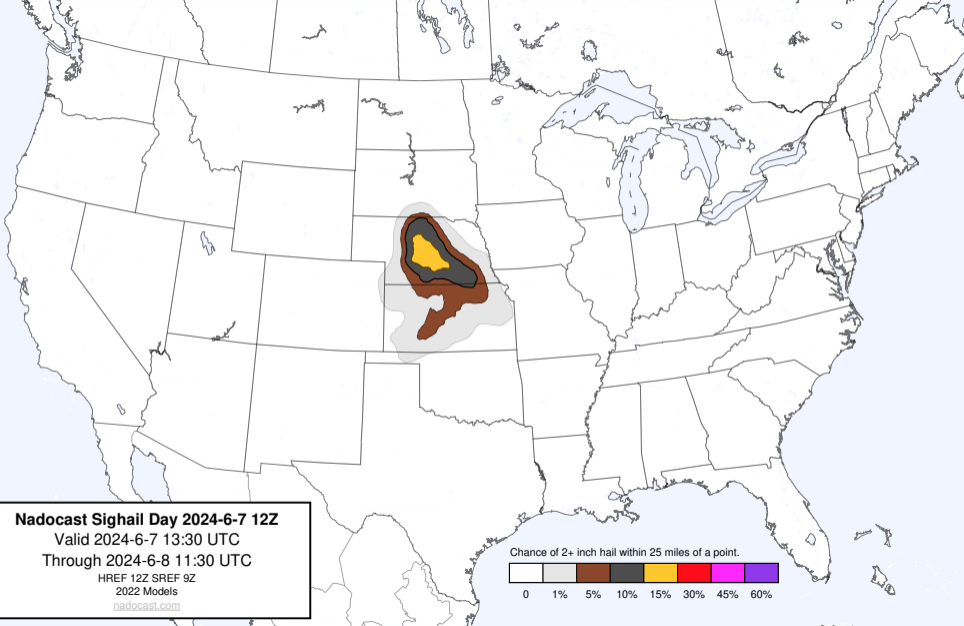 Nadocast Sighail Day 2024-6-7 12Z
Valid 2024-6-7 13:30 UTC
Through 2024-6-8 11:30 UTC
HREF 12Z SREF 9Z
2022 Models
nadocast.com
Chance of 2+ inch hail within 25 miles of a point.
0 1% 5% 10% 15% 30% 45% 60%